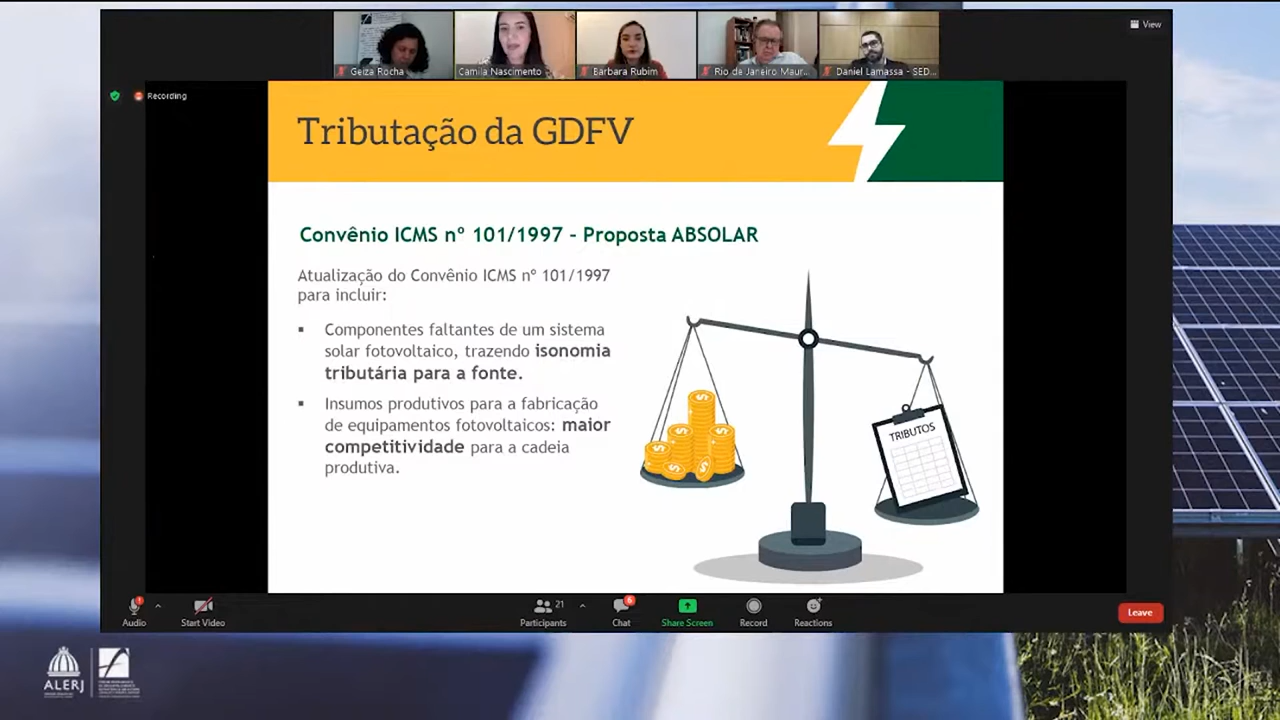 View
Geiza Rocha
Camila Nascimento
Bárbara Rubim
Rio de Janeiro Maur...
Daniel Lamassa - SED...
Recording
Tributação da GDFV
Convênio ICMS nº 101/1997 - Proposta ABSOLAR
Atualização do Convênio ICMS nº 101/1997
para incluir:
▪ Componentes faltantes de um sistema
solar fotovoltaico, trazendo isonomia
tributária para a fonte.
▪ Insumos produtivos para a fabricação
de equipamentos fotovoltaicos: maior
competitividade para a cadeia
produtiva.
TRIBUTOS
Audio
Start Video
21
Participants
6
Chat
Share Screen
Record
Reactions
Leave
ALERJ